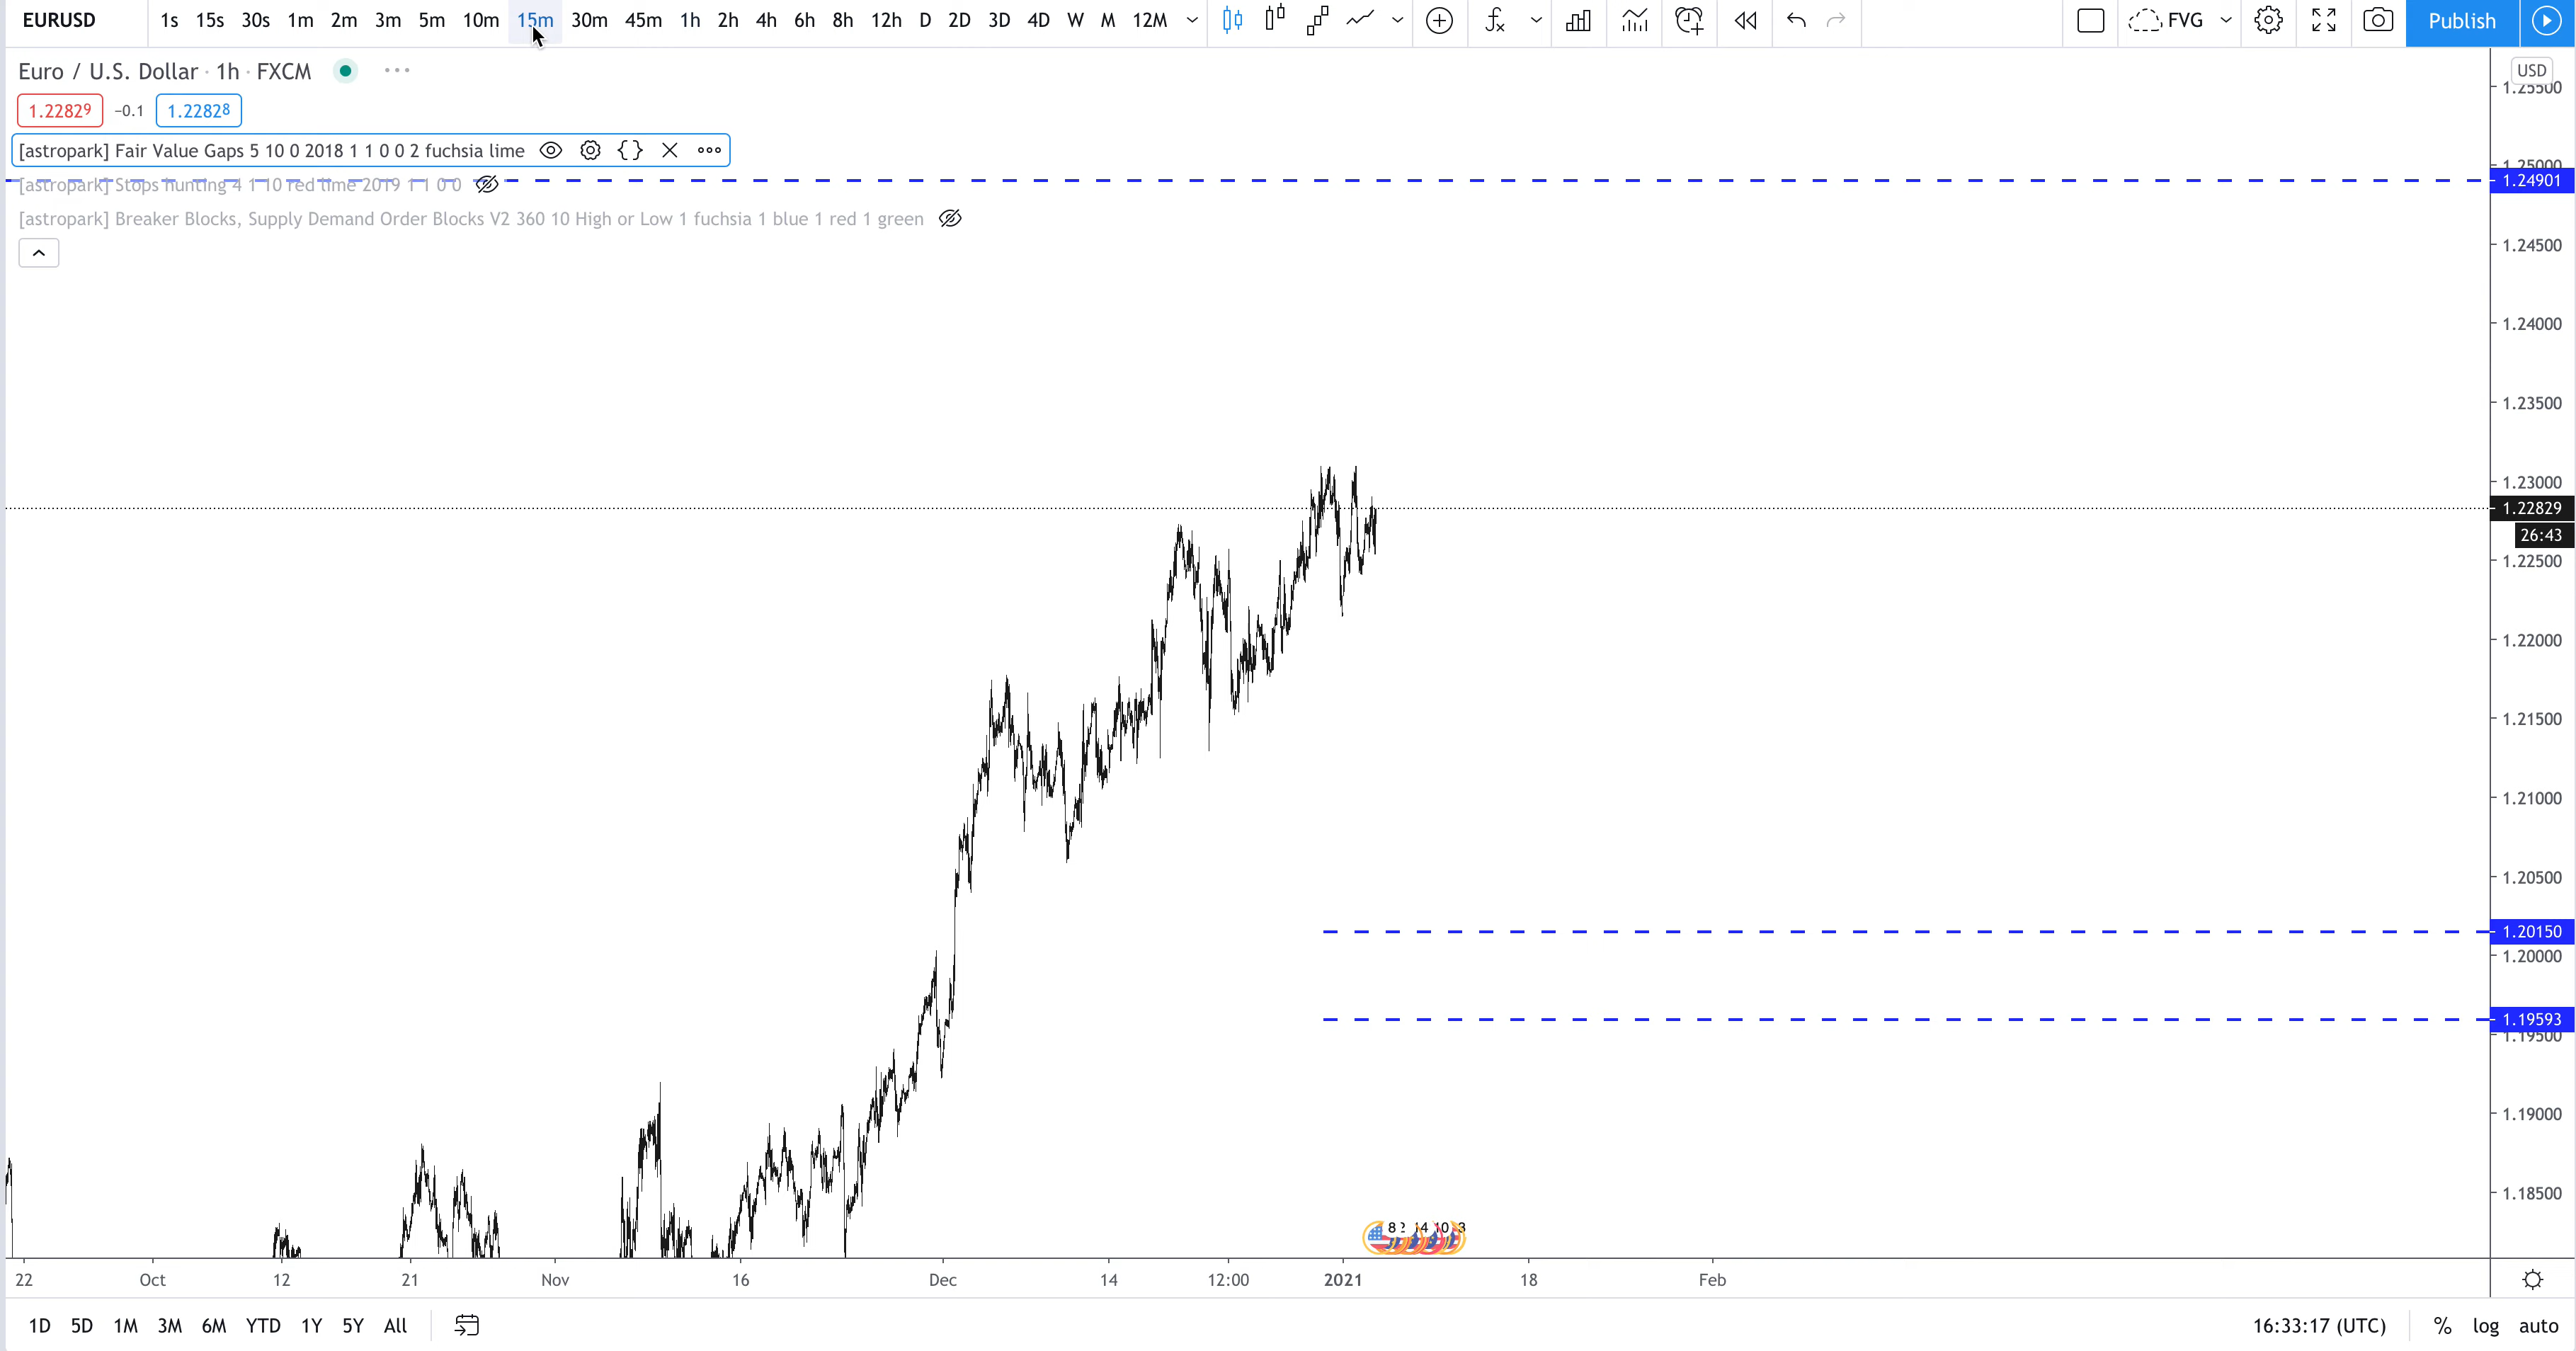 EURUSD 1s 15s 30s 1m 2m 3m 5m 10m 15m 30m 45m 1h 2h 4h 6h 8h 12h D 2D 3D 4D W M 12M FVG Publish
Euro / U.S. Dollar · 1h · FXCM
USD
1.25500
1.22829 −0.1 1.22828
[astropark] Fair Value Gaps 5 10 0 2018 1 1 0 0 2 fuchsia lime
1.25000
[astropark] Stops hunting 4 1 10 red lime 2019 1 1 0 0
1.24901
[astropark] Breaker Blocks, Supply Demand Order Blocks V2 360 10 High or Low 1 fuchsia 1 blue 1 red 1 green
1.24500
1.24000
1.23500
1.23000
1.22829
26:43
1.22500
1.22000
1.21500
1.21000
1.20500
1.20150
1.20000
1.19593
1.19500
1.19000
1.18500
22 Oct 12 21 Nov 16 Dec 14 12:00 2021 18 Feb
1D 5D 1M 3M 6M YTD 1Y 5Y All 16:33:17 (UTC) % log auto